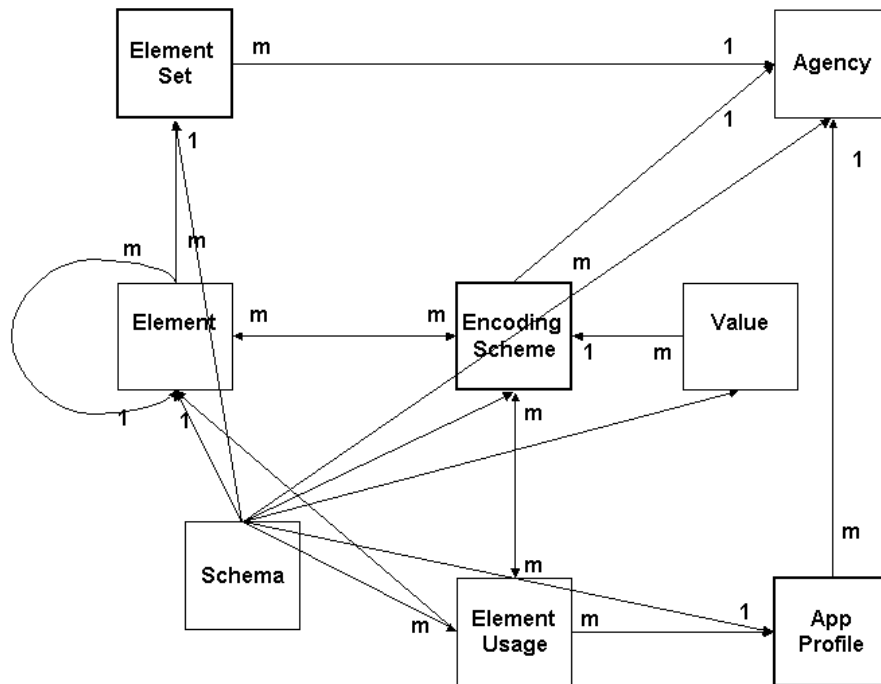 Element
Set
m
1
Agency
1
1
1
m
m
m
Element
m
m
Encoding
Scheme
1
m
Value
1
1
m
Schema
m
m
Element
Usage
m
1
m
App
Profile